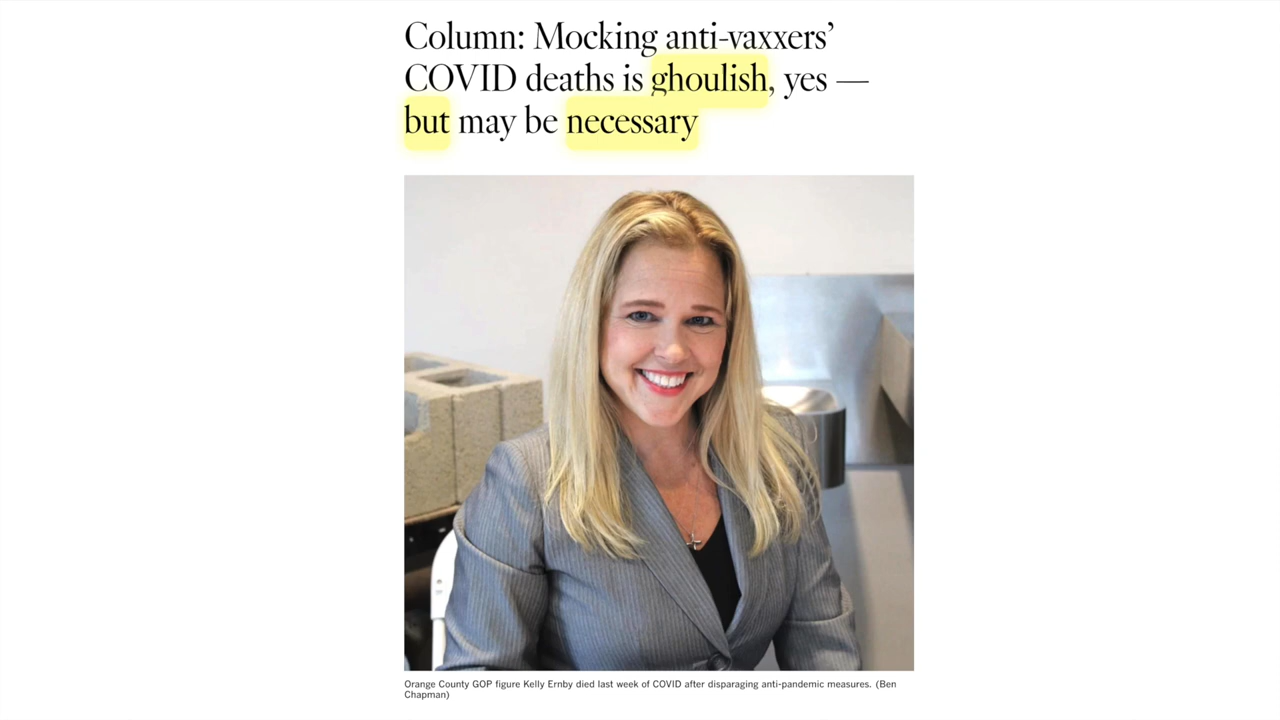 Column: Mocking anti-vaxxers’
COVID deaths is ghoulish, yes —
but may be necessary
Orange County GOP figure Kelly Ernby died last week of COVID after disparaging anti-pandemic measures. (Ben
Chapman)